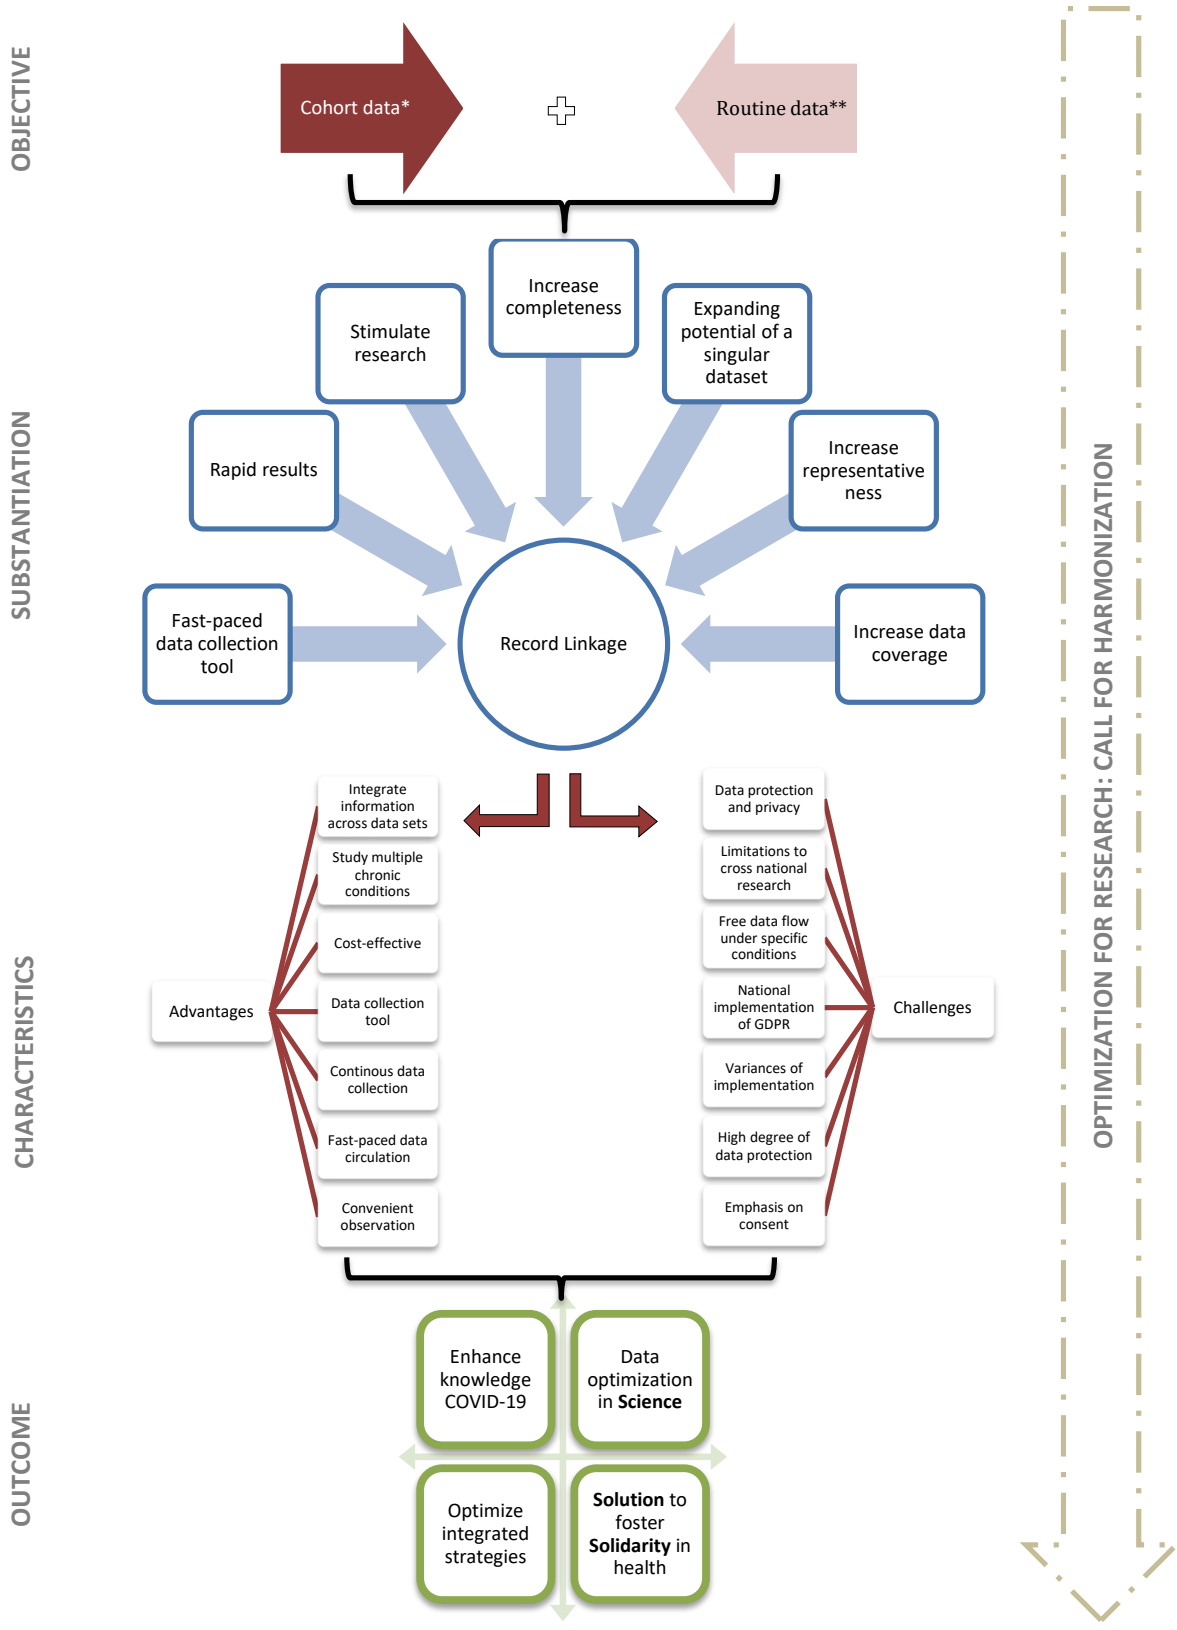 OBJECTIVE
Cohort data*
Routine data**
SUBSTANTIATION
Increase
completeness
Stimulate
research
Expanding
potential of a
singular
dataset
Rapid results
Increase
representative
ness
Fast-paced
data collection
tool
Record Linkage
Increase data
coverage
CHARACTERISTICS
Advantages
Integrate
information
across data sets
Study multiple
chronic
conditions
Cost-effective
Data collection
tool
Continous data
collection
Fast-paced data
circulation
Convenient
observation
Data protection
and privacy
Limitations to
cross national
research
Free data flow
under specific
conditions
National
implementation
of GDPR
Variances of
implementation
High degree of
data protection
Emphasis on
consent
Challenges
OUTCOME
Enhance
knowledge
COVID-19
Data
optimization
in Science
Optimize
integrated
strategies
Solution to
foster
Solidarity in
health
OPTIMIZATION FOR RESEARCH: CALL FOR HARMONIZATION